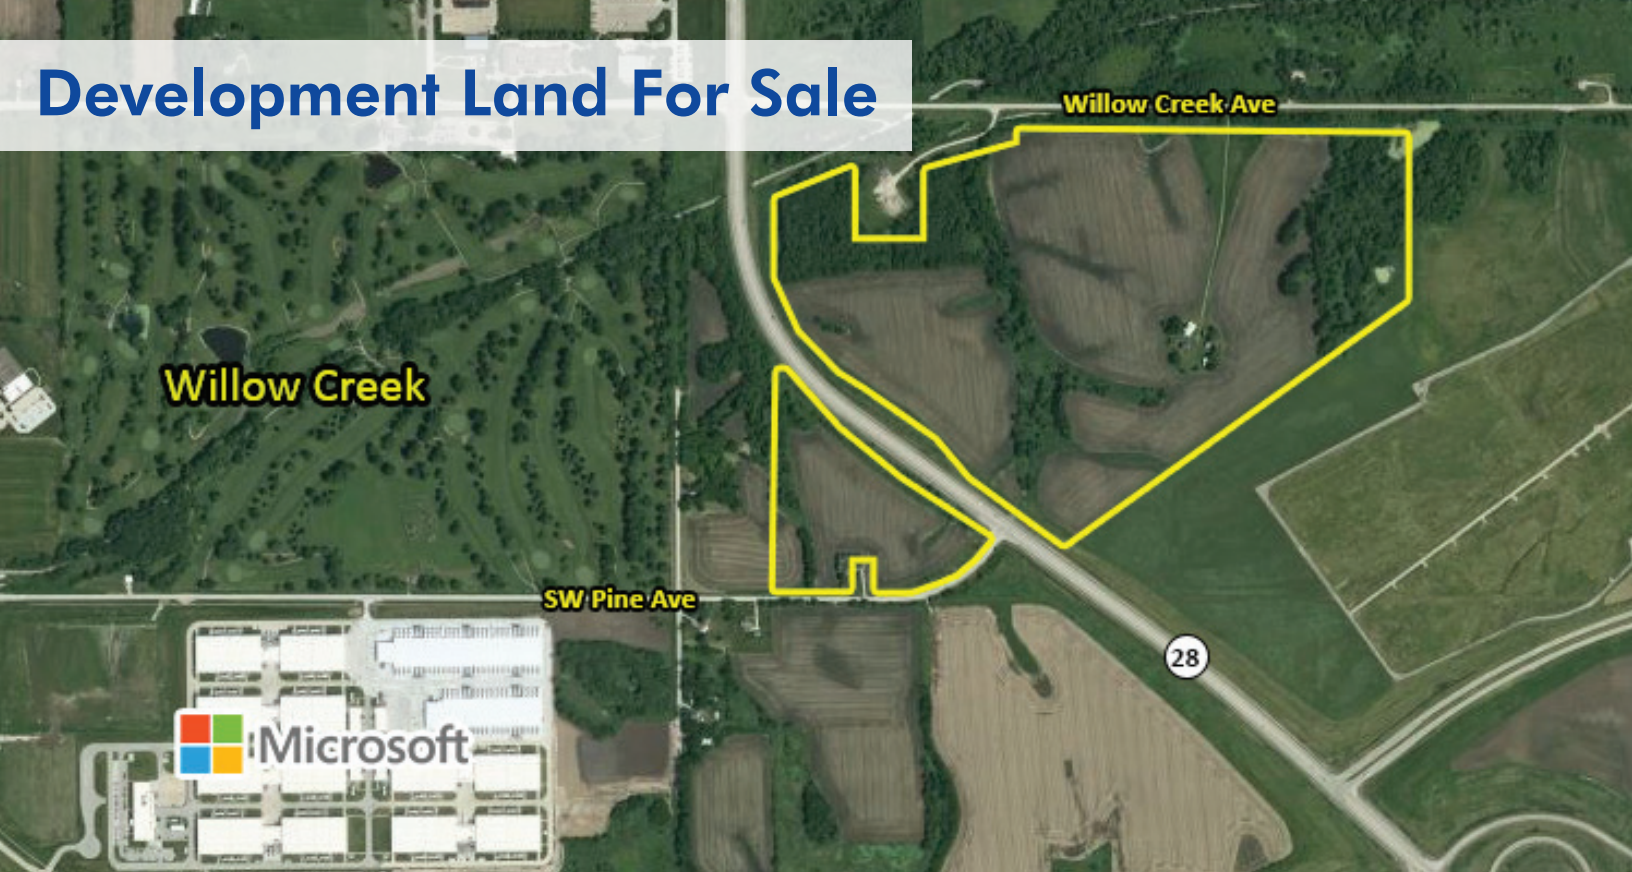 Development Land For Sale
Willow Creek Ave
Willow Creek
SW Pine Ave
28
Microsoft